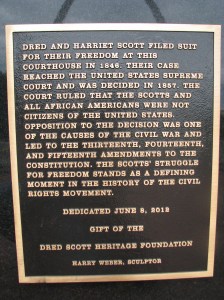 DRED AND HARRIET SCOTT FILED SUIT
FOR THEIR FREEDOM AT THIS
COURTHOUSE IN 1846. THEIR CASE
REACHED THE UNITED STATES SUPREME
COURT AND WAS DECIDED IN 1857. THE
COURT RULED THAT THE SCOTTS AND
ALL AFRICAN AMERICANS WERE NOT
CITIZENS OF THE UNITED STATES.
OPPOSITION TO THE DECISION WAS ONE
OF THE CAUSES OF THE CIVIL WAR AND
LED TO THE THIRTEENTH, FOURTEENTH,
AND FIFTEENTH AMENDMENTS TO THE
CONSTITUTION. THE SCOTTS' STRUGGLE
FOR FREEDOM STANDS AS A DEFINING
MOMENT IN THE HISTORY OF THE CIVIL
RIGHTS MOVEMENT.
DEDICATED JUNE 8, 2012
GIFT OF THE
DRED SCOTT HERITAGE FOUNDATION
HARRY WEBER, SCULPTOR